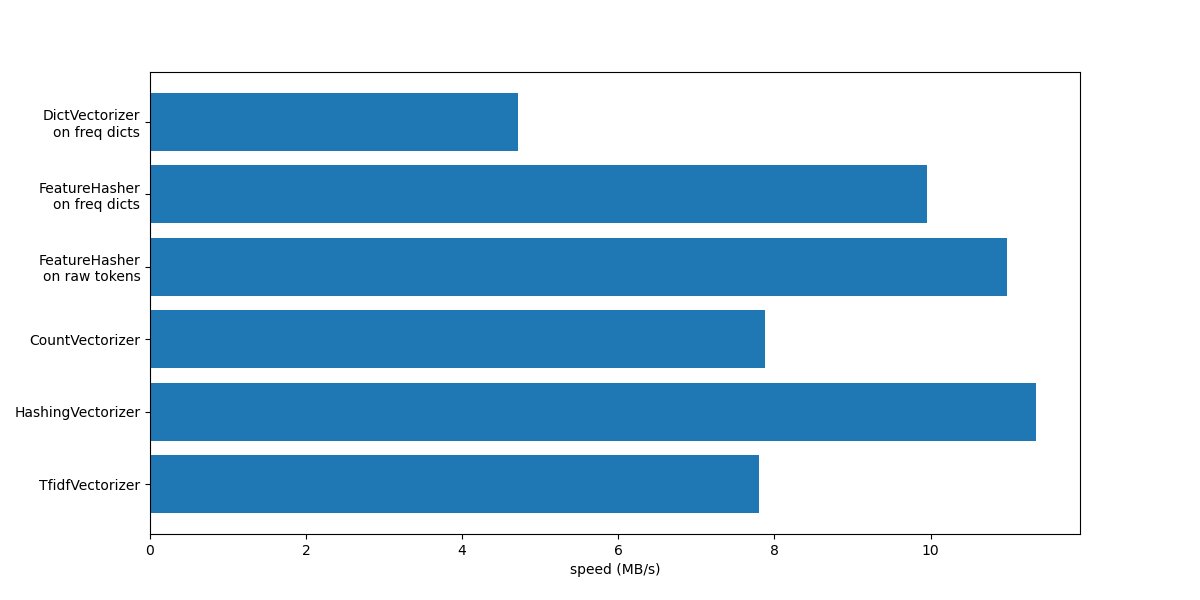 DictVectorizer
on freq dicts
FeatureHasher
on freq dicts
FeatureHasher
on raw tokens
CountVectorizer
HashingVectorizer
TfidfVectorizer
0 2 4 6 8 10
speed (MB/s)